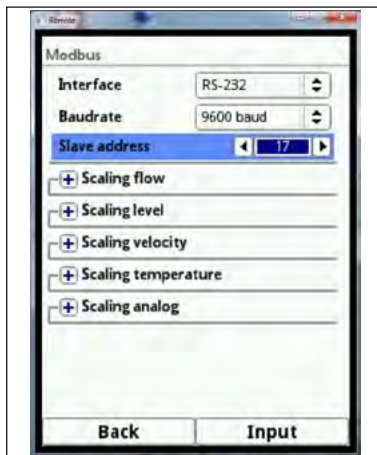 Remote
Modbus
Interface RS-232
Baudrate 9600 baud
Slave address 17
Scaling flow
Scaling level
Scaling velocity
Scaling temperature
Scaling analog
Back Input